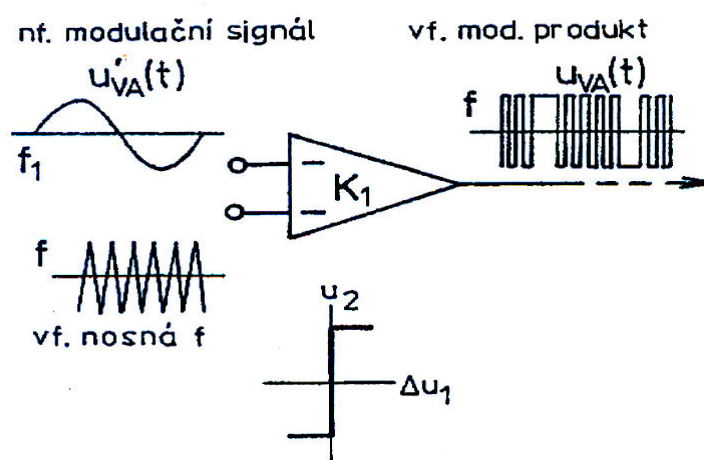 nf. modulační signál
vf. mod. produkt
u'VA(t)
uVA(t)
f
f1
K1
f
vf. nosná f
u2
Δu1